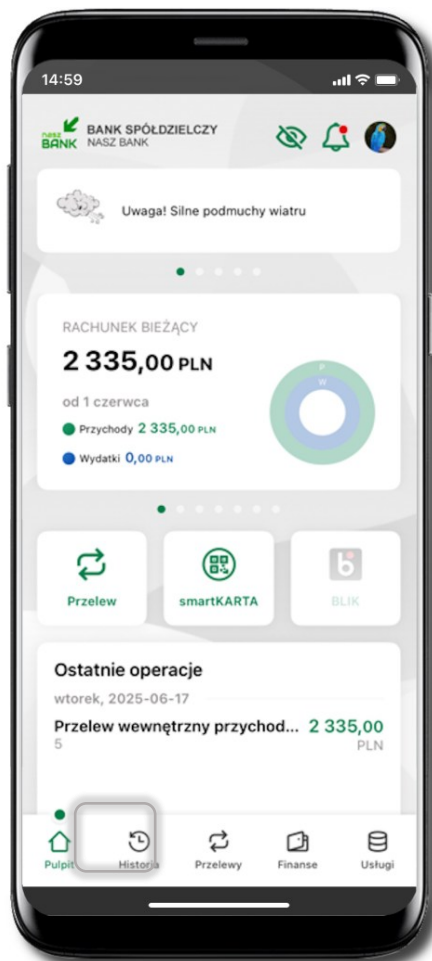 14:59
nasz BANK
BANK SPÓŁDZIELCZY
NASZ BANK
Uwaga! Silne podmuchy wiatru
RACHUNEK BIEŻĄCY
2 335,00 PLN
od 1 czerwca
Przychody 2 335,00 PLN
Wydatki 0,00 PLN
P
W
Przelew
smartKARTA
b
BLIK
Ostatnie operacje
wtorek, 2025-06-17
Przelew wewnętrzny przychod... 2 335,00
5 PLN
Pulpit Historia Przelewy Finanse Usługi